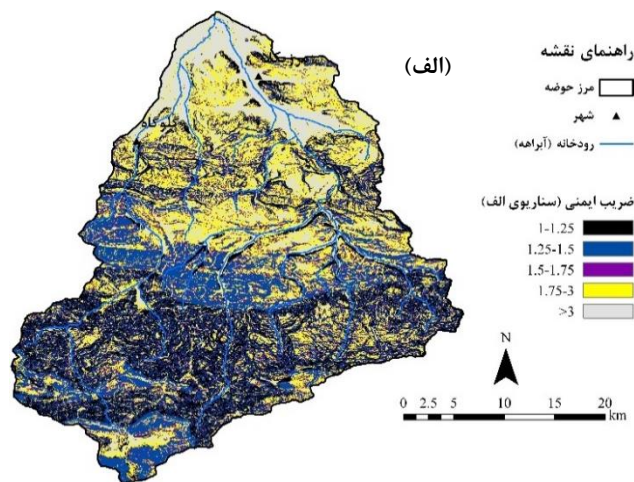 (الف)
راهنمای نقشه
مرز حوضه
شهر
رودخانه (آبراهه)
ضریب ایمنی (سناریوی الف)
1-1.25
1.25-1.5
1.5-1.75
1.75-3
>3
N
0 2.5 5 10 15 20
km